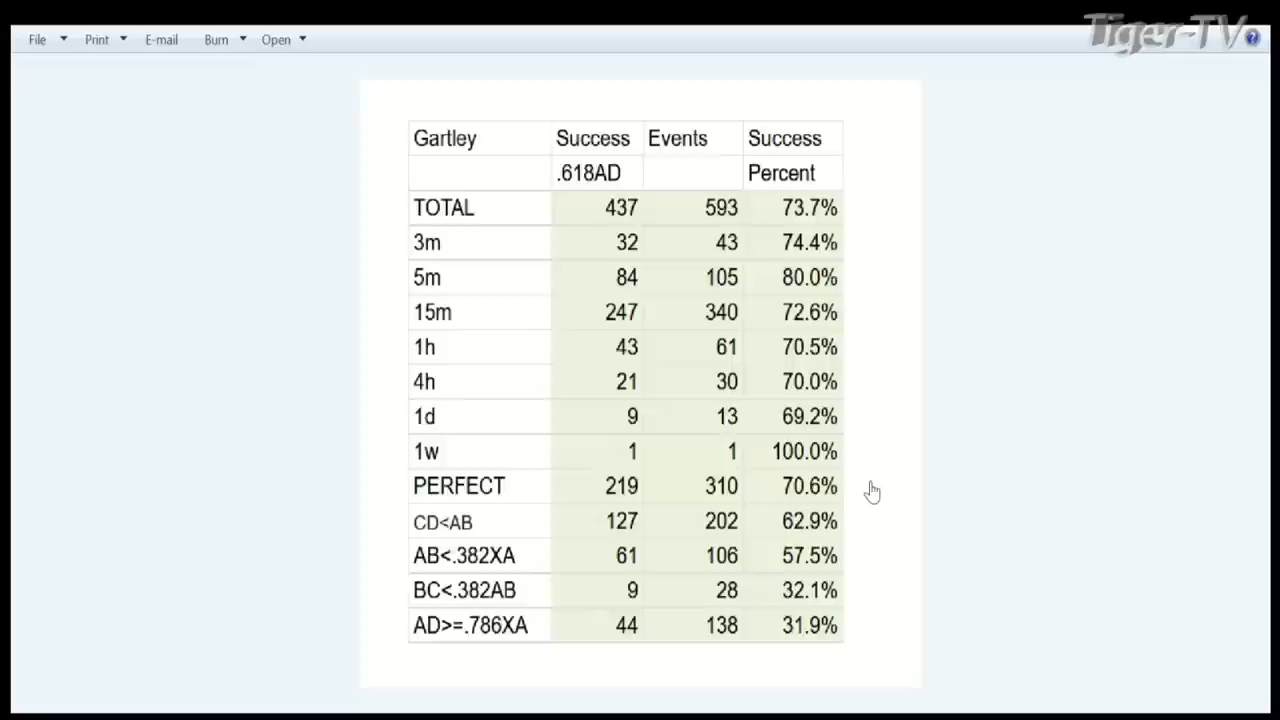 Tiger-TV
File Print E-mail Burn Open ?
Gartley Success Events Success
.618AD Percent
TOTAL 437 593 73.7%
3m 32 43 74.4%
5m 84 105 80.0%
15m 247 340 72.6%
1h 43 61 70.5%
4h 21 30 70.0%
1d 9 13 69.2%
1w 1 1 100.0%
PERFECT 219 310 70.6%
CD<AB 127 202 62.9%
AB<.382XA 61 106 57.5%
BC<.382AB 9 28 32.1%
AD>=.786XA 44 138 31.9%